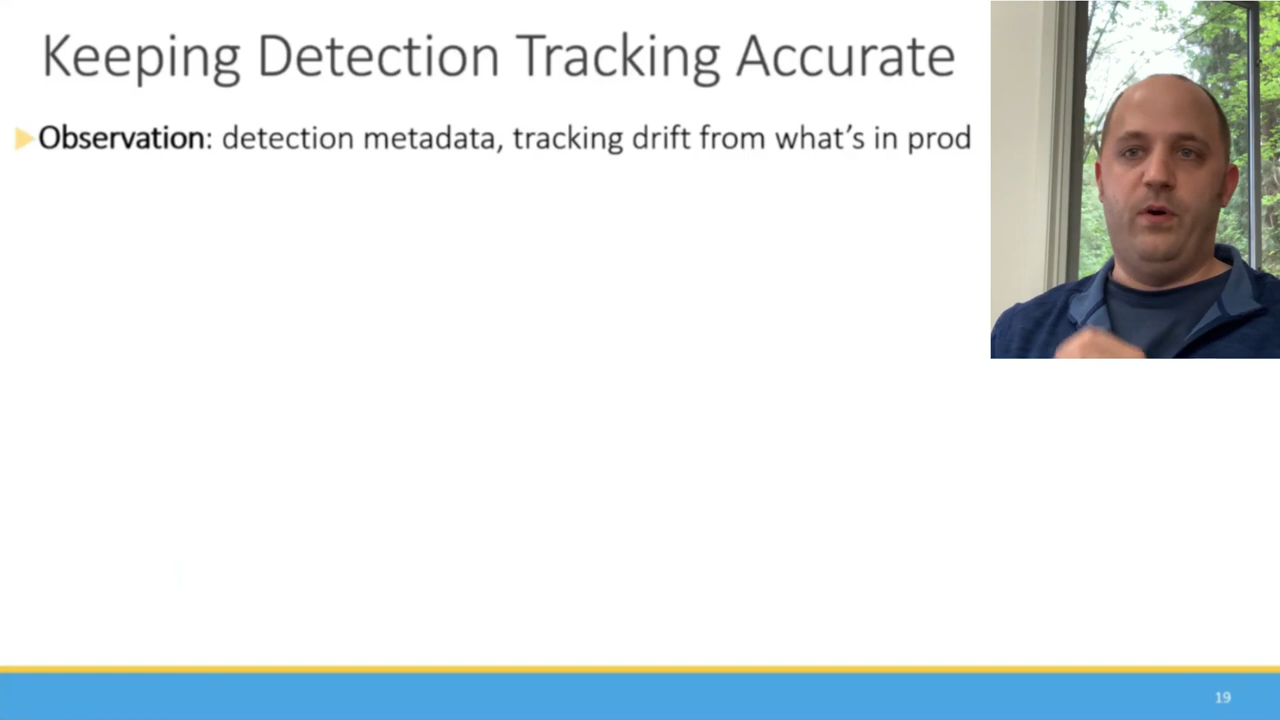 Keeping Detection Tracking Accurate
Observation: detection metadata, tracking drift from what's in prod
19